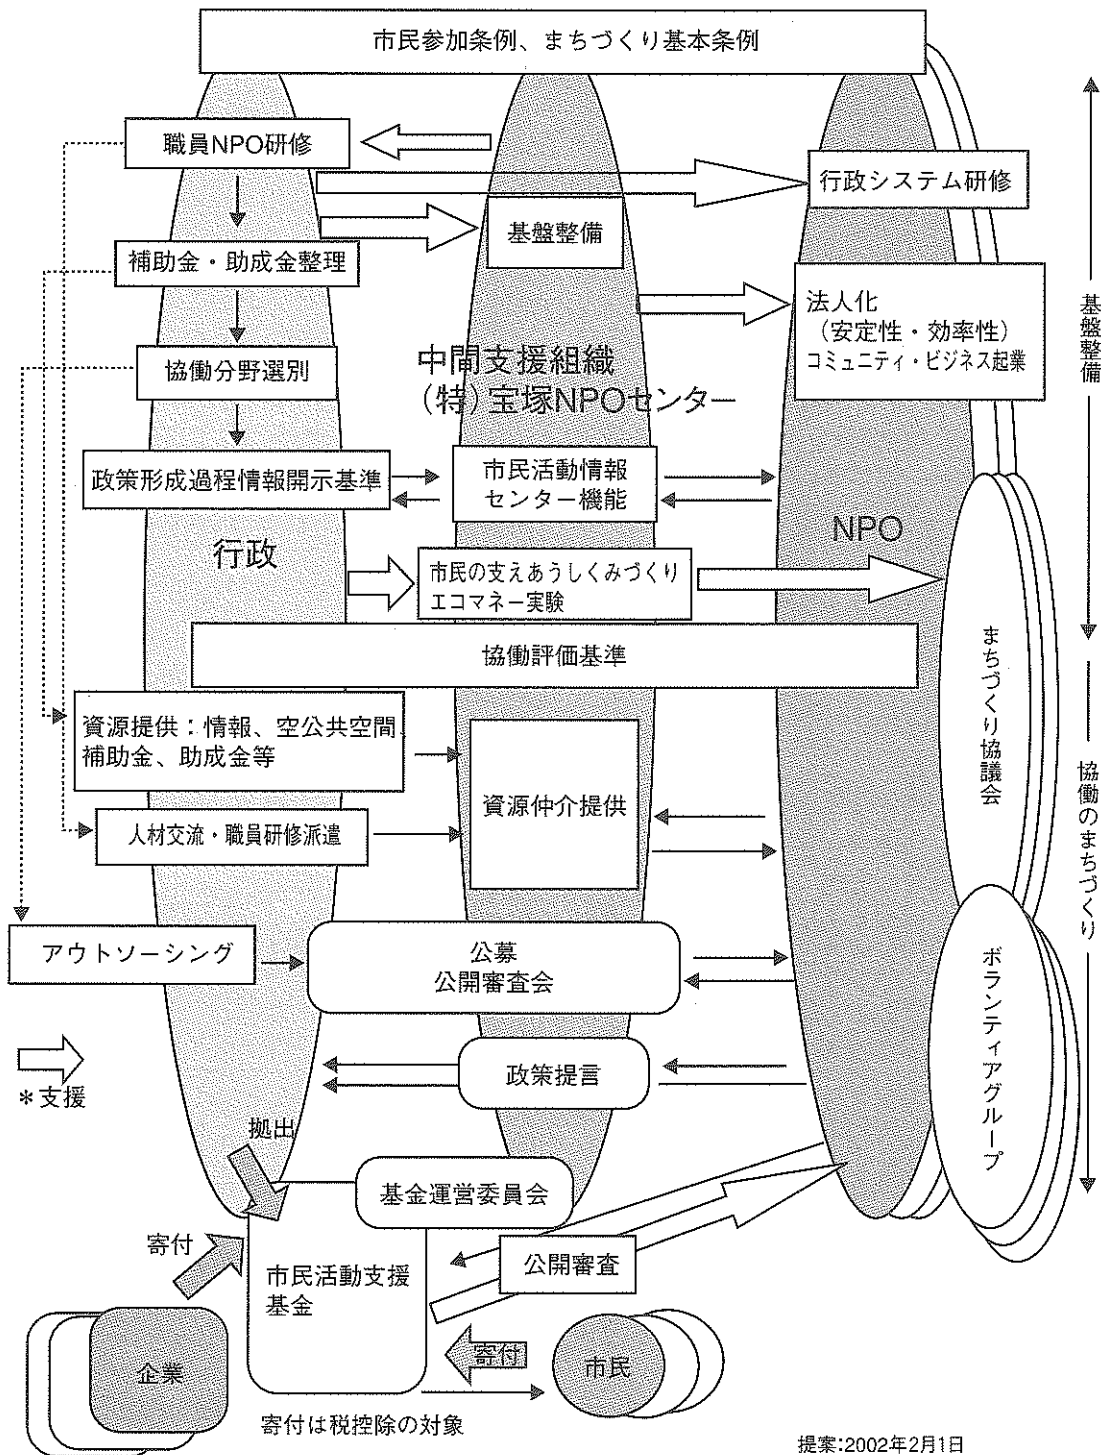 市民参加条例、まちづくり基本条例
職員NPO研修
行政システム研修
基盤整備
補助金・助成金整理
法人化
（安定性・効率性）
コミュニティ・ビジネス起業
基盤整備
協働分野選別
中間支援組織
（特）宝塚NPOセンター
政策形成過程情報開示基準
市民活動情報
センター機能
行政
NPO
市民の支えあうしくみづくり
エコマネー実験
協働評価基準
まちづくり協議会
資源提供：情報、空公共空間
補助金、助成金等
資源仲介提供
人材交流・職員研修派遣
協働のまちづくり
アウトソーシング
公募
公開審査会
ボランティアグループ
＊支援
政策提言
拠出
基金運営委員会
寄付
公開審査
市民活動支援
基金
企業
寄付
市民
寄付は税控除の対象
提案:2002年2月1日